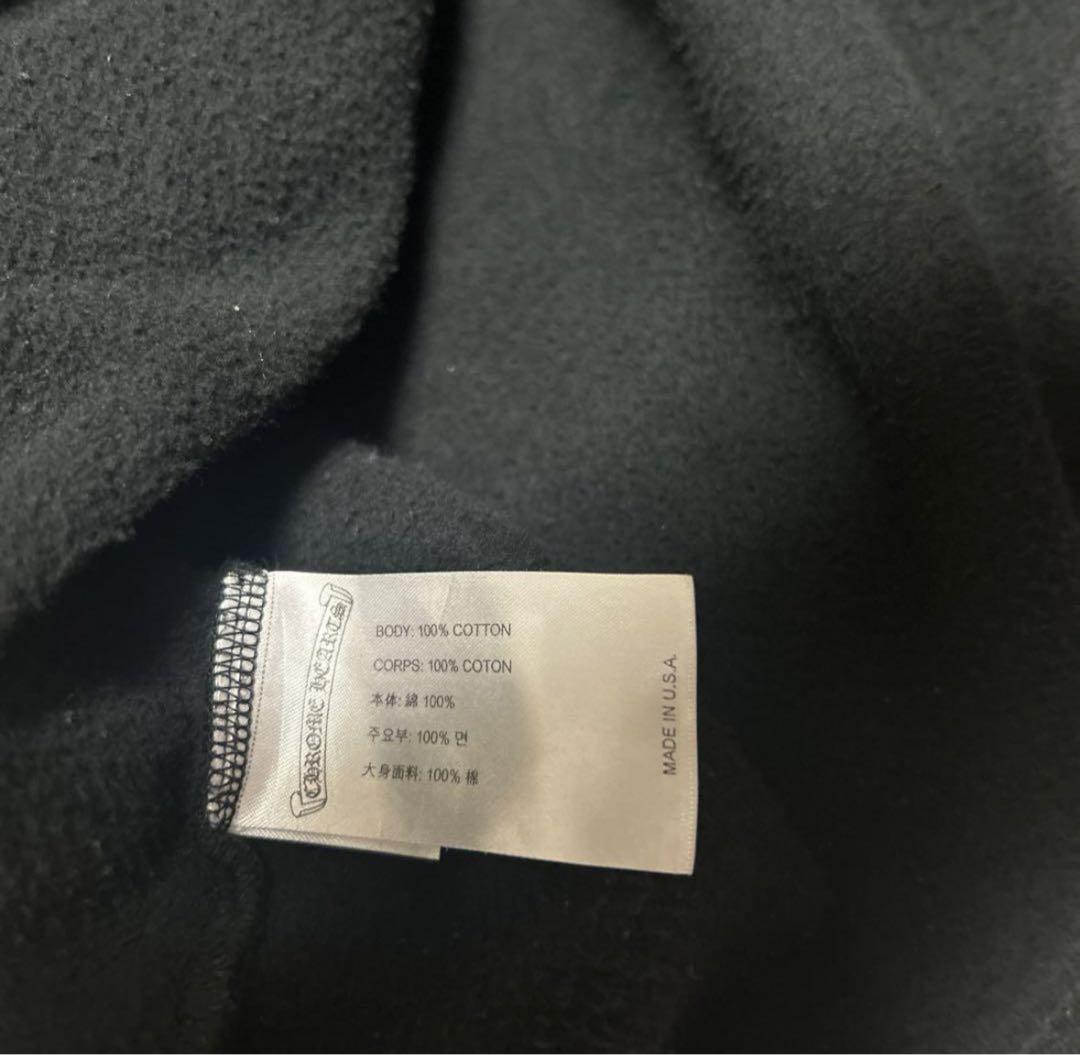 CHROME HEARTS
BODY: 100% COTTON
CORPS: 100% COTON
本体: 綿 100%
주요부: 100% 면
大身面料: 100% 棉
MADE IN U.S.A.